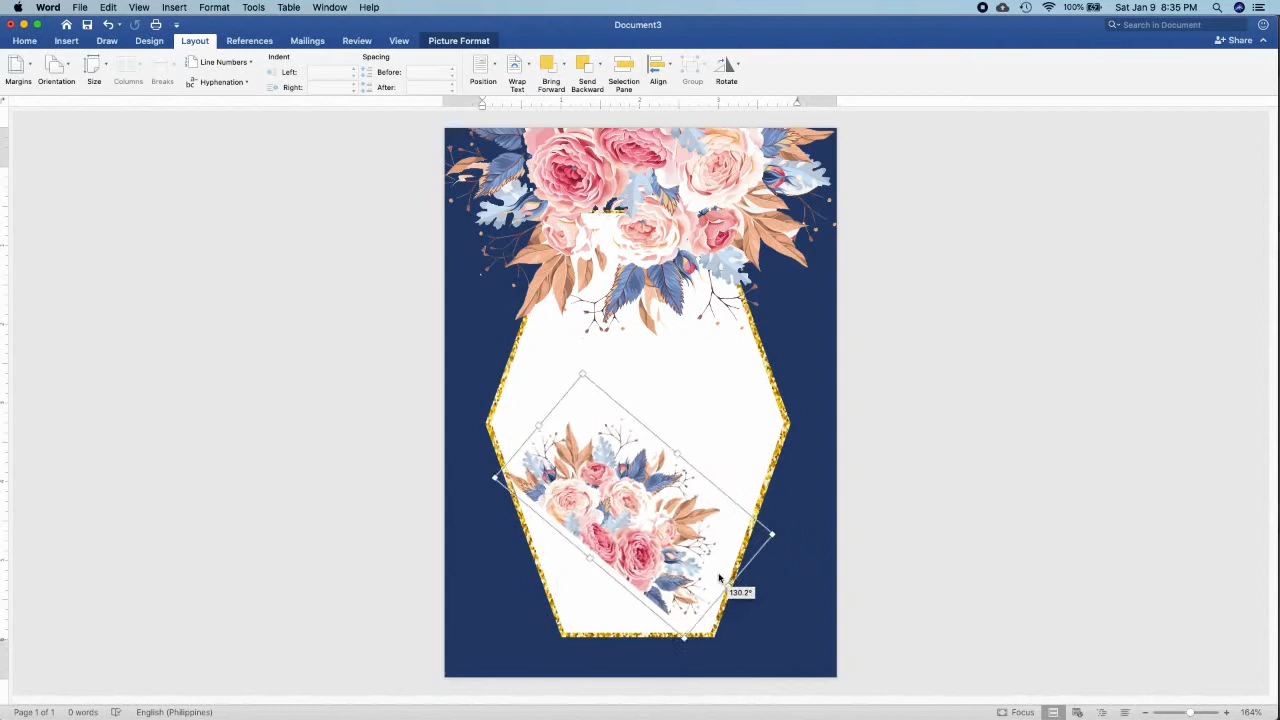 Word File Edit View Insert Format Tools Table Window Help 100% Sat Jan 9 8:35 PM
Document3
Search in Document
Home Insert Draw Design Layout References Mailings Review View Picture Format Share
Line Numbers Indent Spacing
Hyphenation Left: Before:
Right: After:
Margins Orientation Size Columns Breaks Position Wrap Text Bring Forward Send Backward Selection Pane Align Group Rotate
1 2 3
130.2°
Page 1 of 1 0 words English (Philippines) Focus 164%